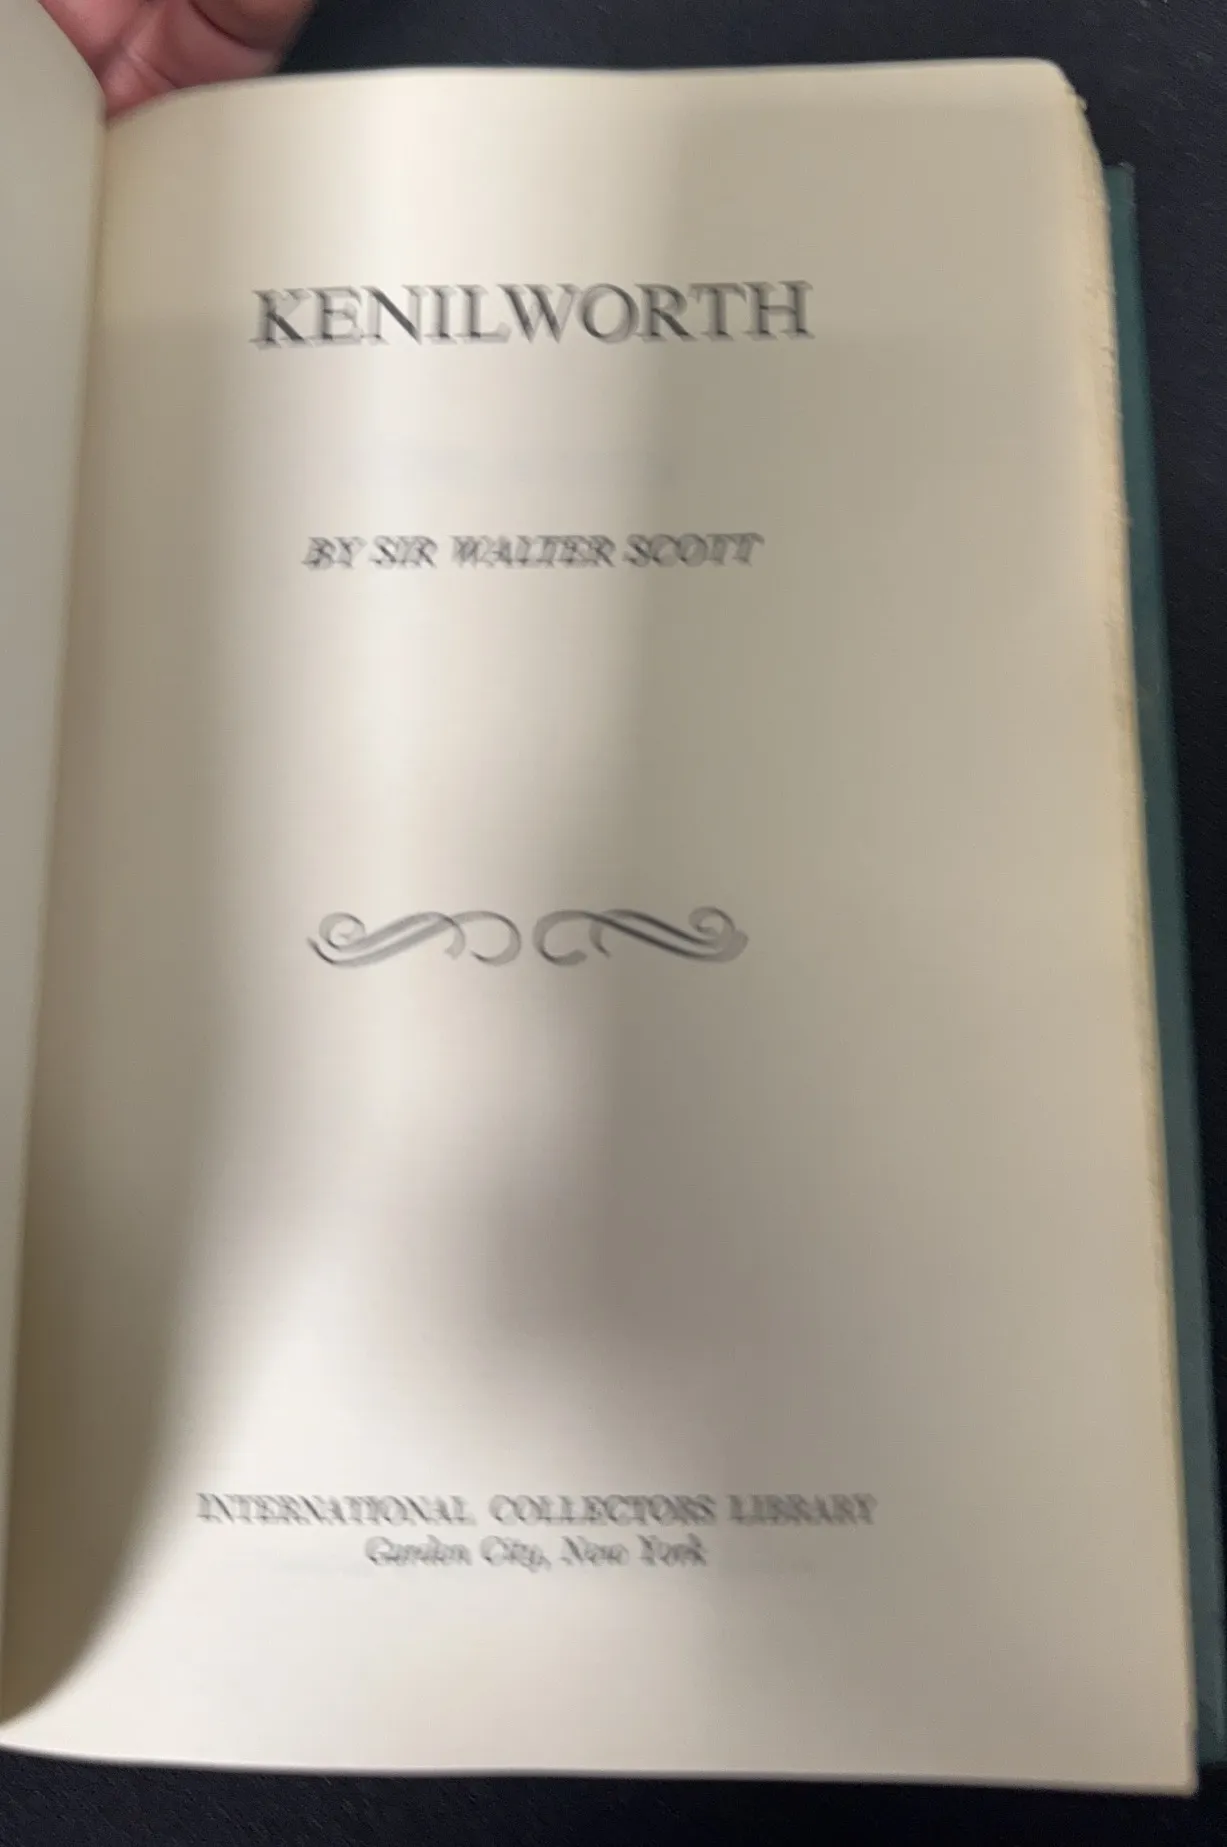 KENILWORTH
BY SIR WALTER SCOTT
INTERNATIONAL COLLECTORS LIBRARY
Garden City, New York